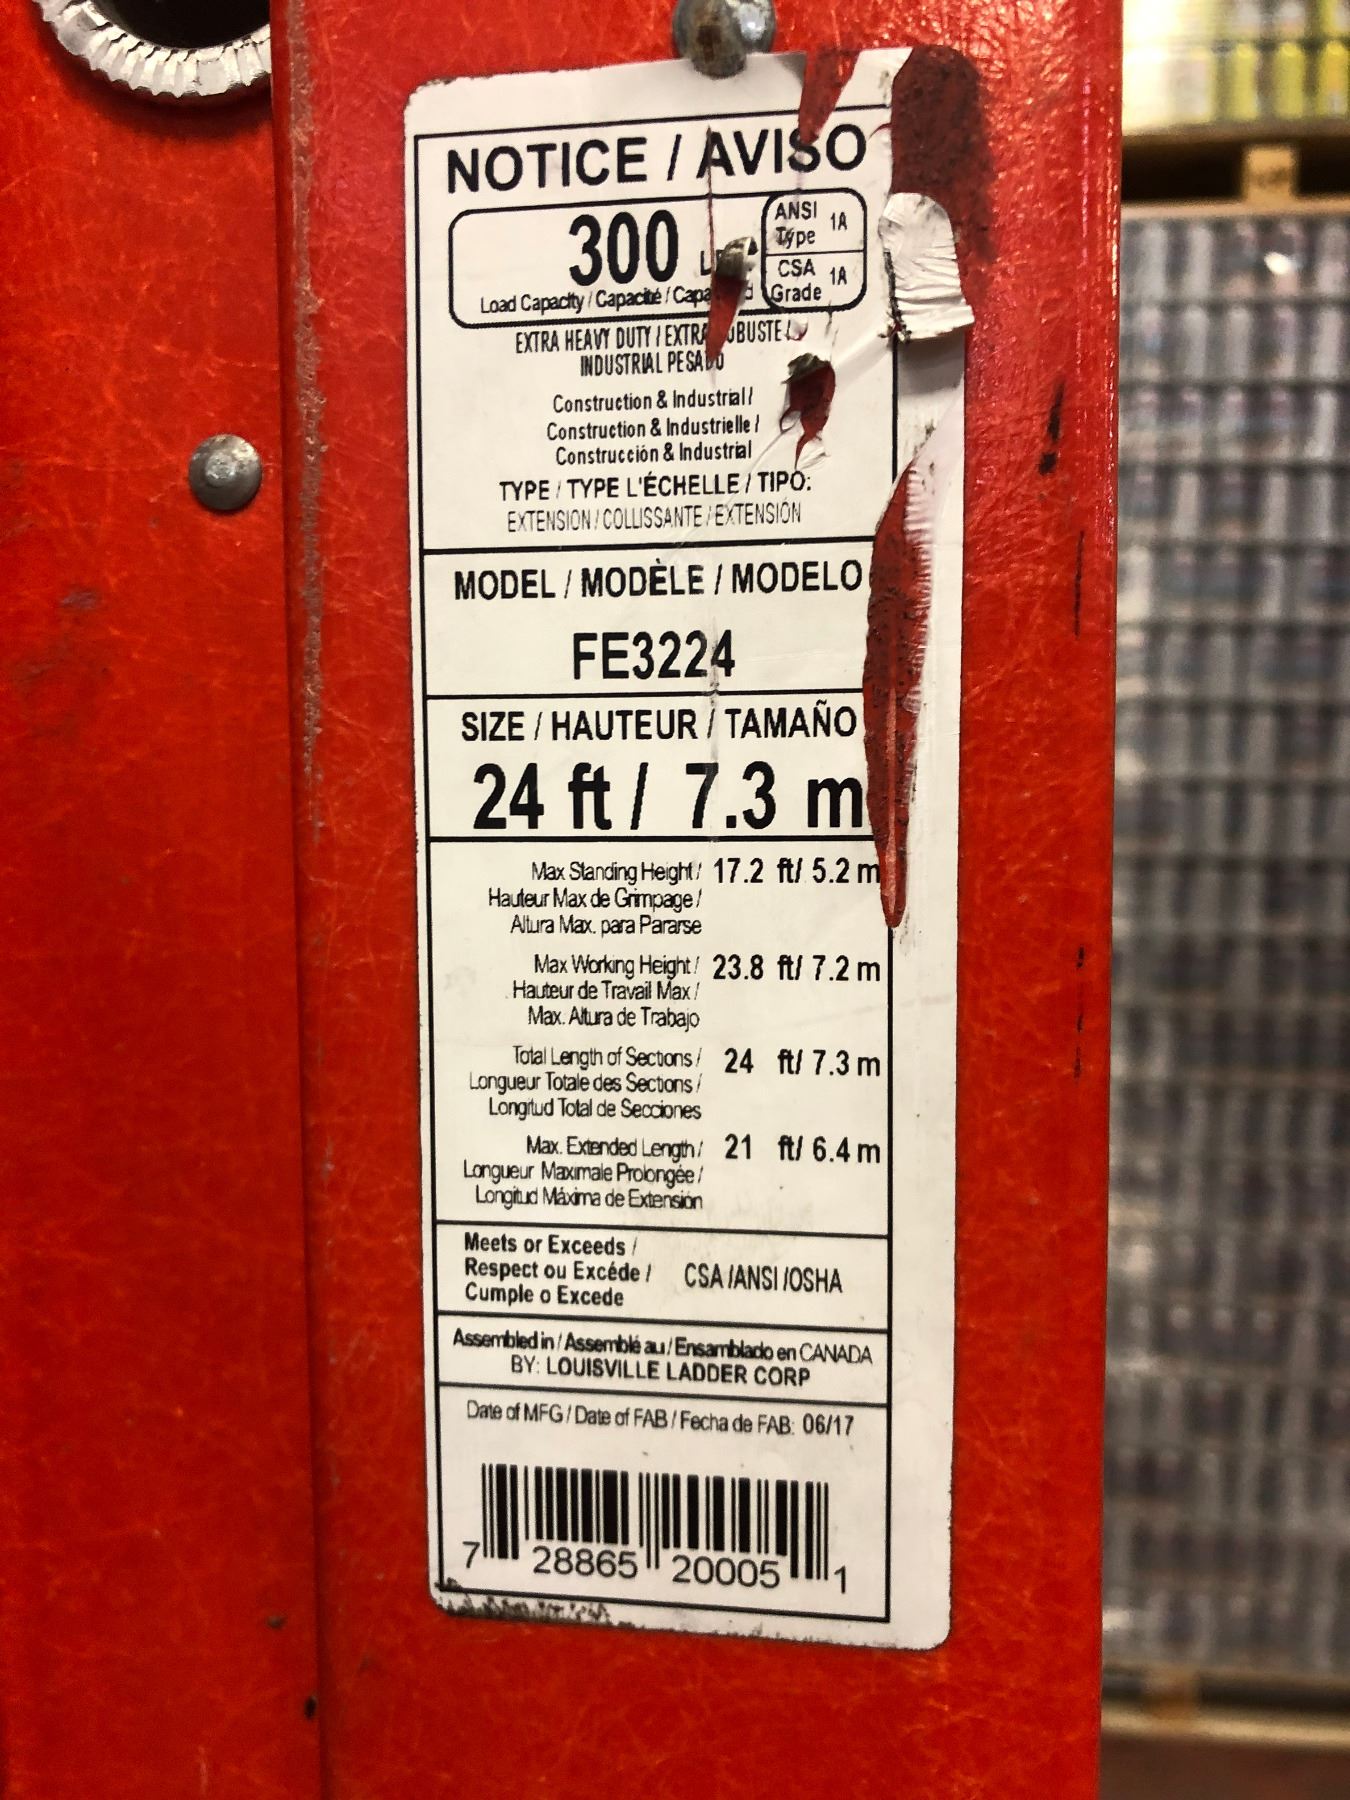 NOTICE / AVISO
300
ANSI Type 1A
CSA Grade 1A
Load Capacity / Capacité /
EXTRA HEAVY DUTY /
INDUSTRIAL PESADO
Construction & Industrial /
Construction & Industrielle /
Construcción & Industrial
TYPE / TYPE L'ÉCHELLE / TIPO:
EXTENSION / COLLISSANTE / EXTENSIÓN
MODEL / MODÈLE / MODELO
FE3224
SIZE / HAUTEUR / TAMAÑO
24 ft / 7.3 m
Max Standing Height / 17.2 ft/ 5.2 m
Hauteur Max de Grimpage /
Altura Max. para Pararse
Max Working Height / 23.8 ft/ 7.2 m
Hauteur de Travail Max /
Max. Altura de Trabajo
Total Length of Sections / 24 ft/ 7.3 m
Longueur Totale des Sections /
Longitud Total de Secciones
Max. Extended Length / 21 ft/ 6.4 m
Longueur Maximale Prolongée /
Longitud Máxima de Extensión
Meets or Exceeds /
Respect ou Excéde / CSA /ANSI /OSHA
Cumple o Excede
Assembled in / Assemblé au / Ensamblado en CANADA
BY: LOUISVILLE LADDER CORP
Date of MFG / Date of FAB / Fecha de FAB: 06/17
7 28865 20005 1